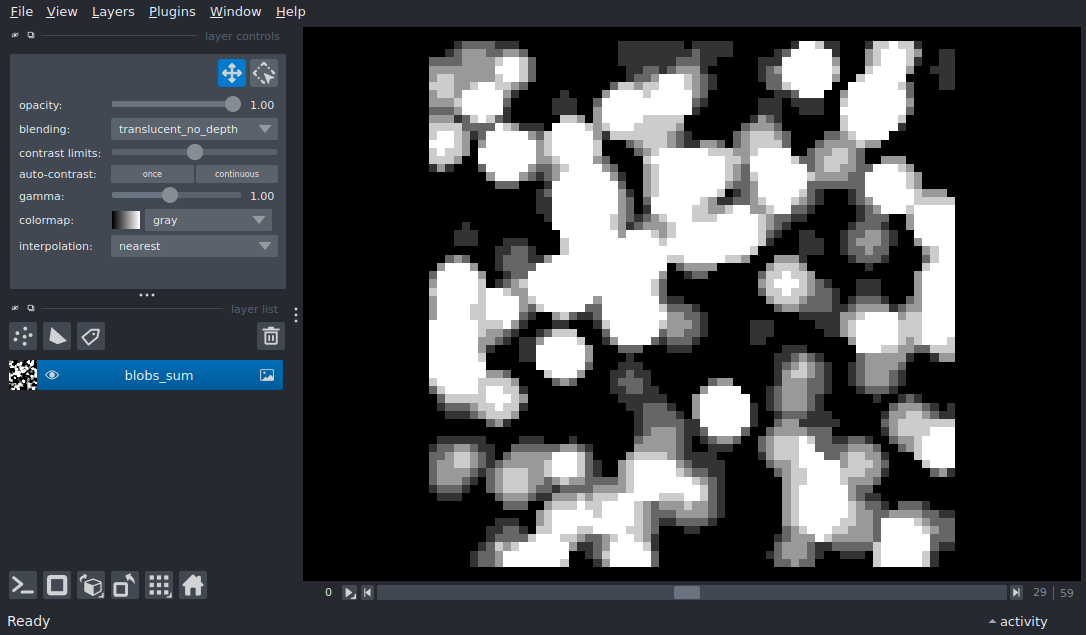 File View Layers Plugins Window Help
layer controls
opacity: 1.00
blending: translucent_no_depth
contrast limits:
auto-contrast: once continuous
gamma: 1.00
colormap: gray
interpolation: nearest
layer list
blobs_sum
0 29 59
Ready activity